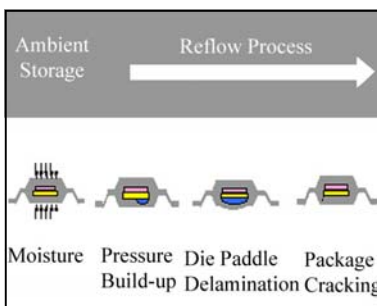 Ambient
Storage
Reflow Process
Moisture
Pressure
Build-up
Die Paddle
Delamination
Package
Cracking